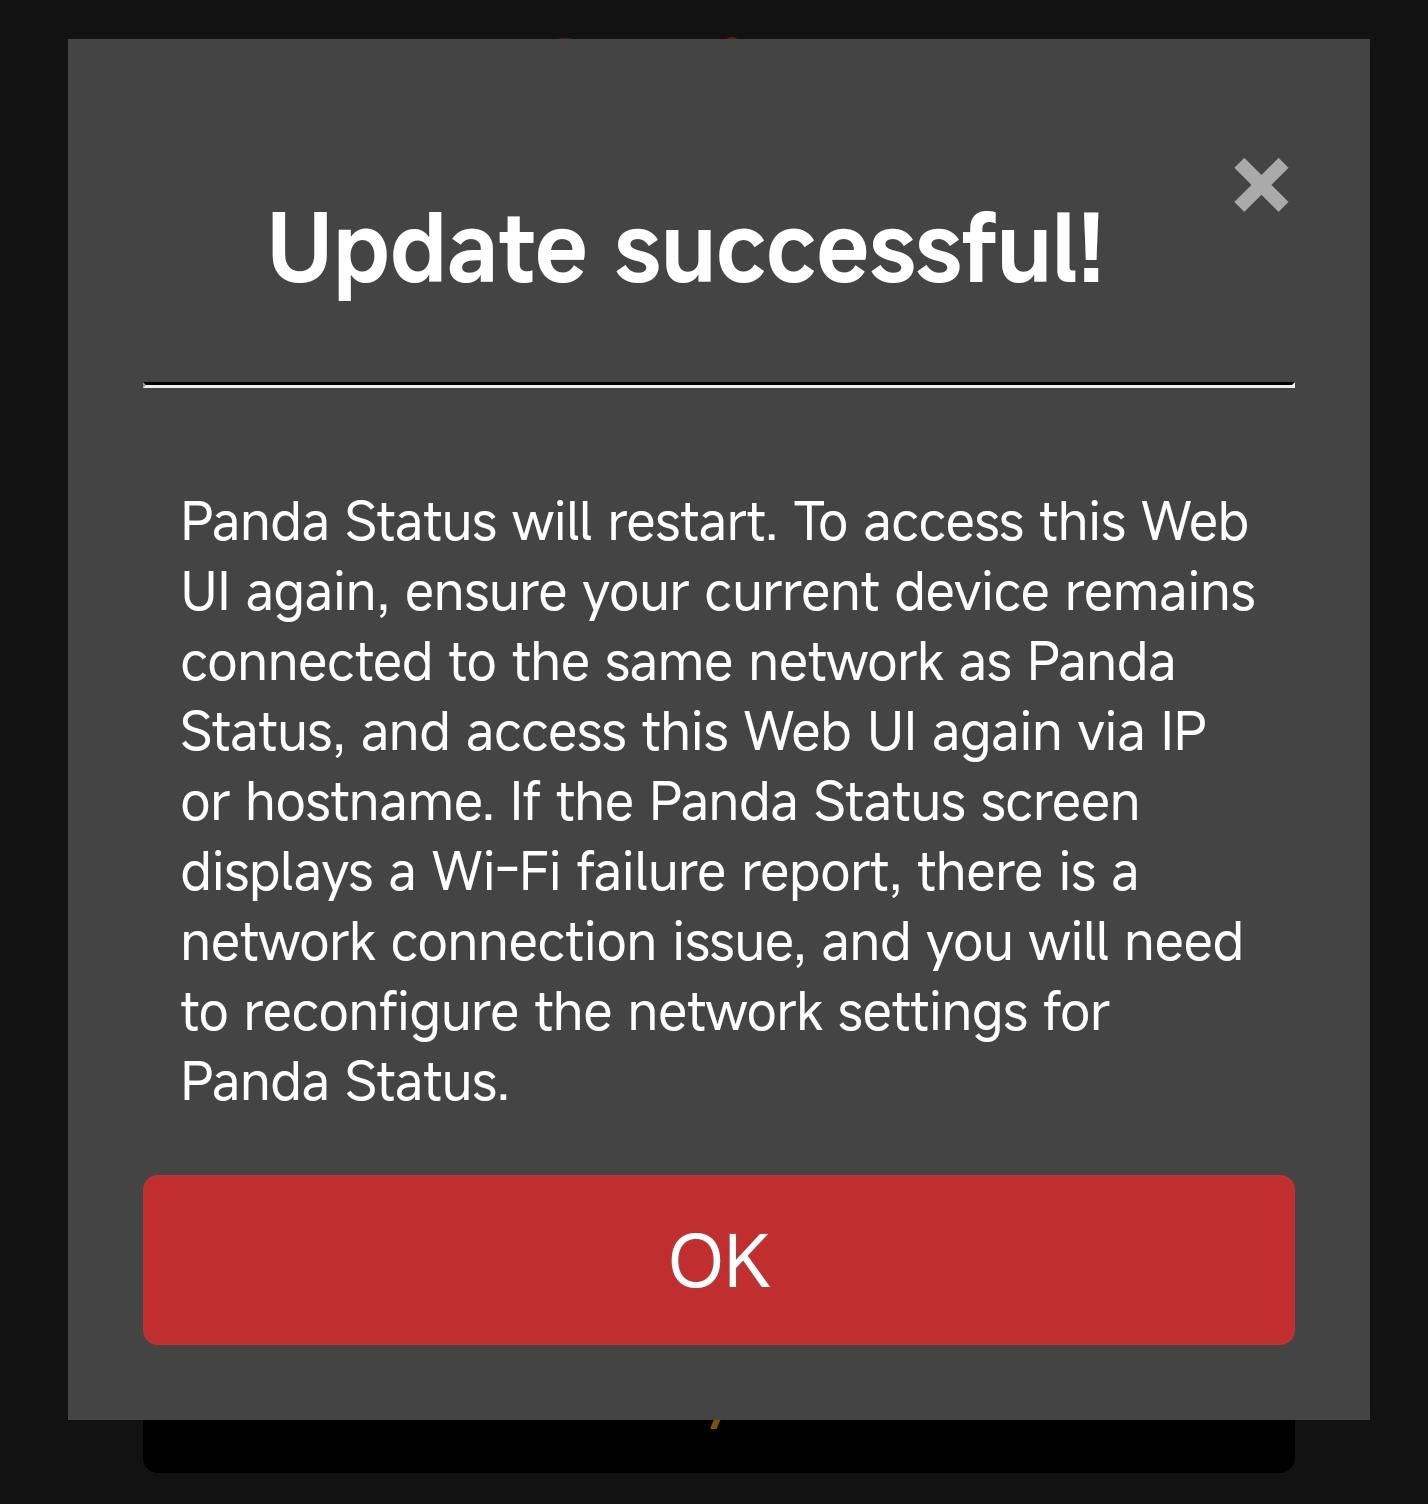 Update successful!
Panda Status will restart. To access this Web
UI again, ensure your current device remains
connected to the same network as Panda
Status, and access this Web UI again via IP
or hostname. If the Panda Status screen
displays a Wi-Fi failure report, there is a
network connection issue, and you will need
to reconfigure the network settings for
Panda Status.
OK